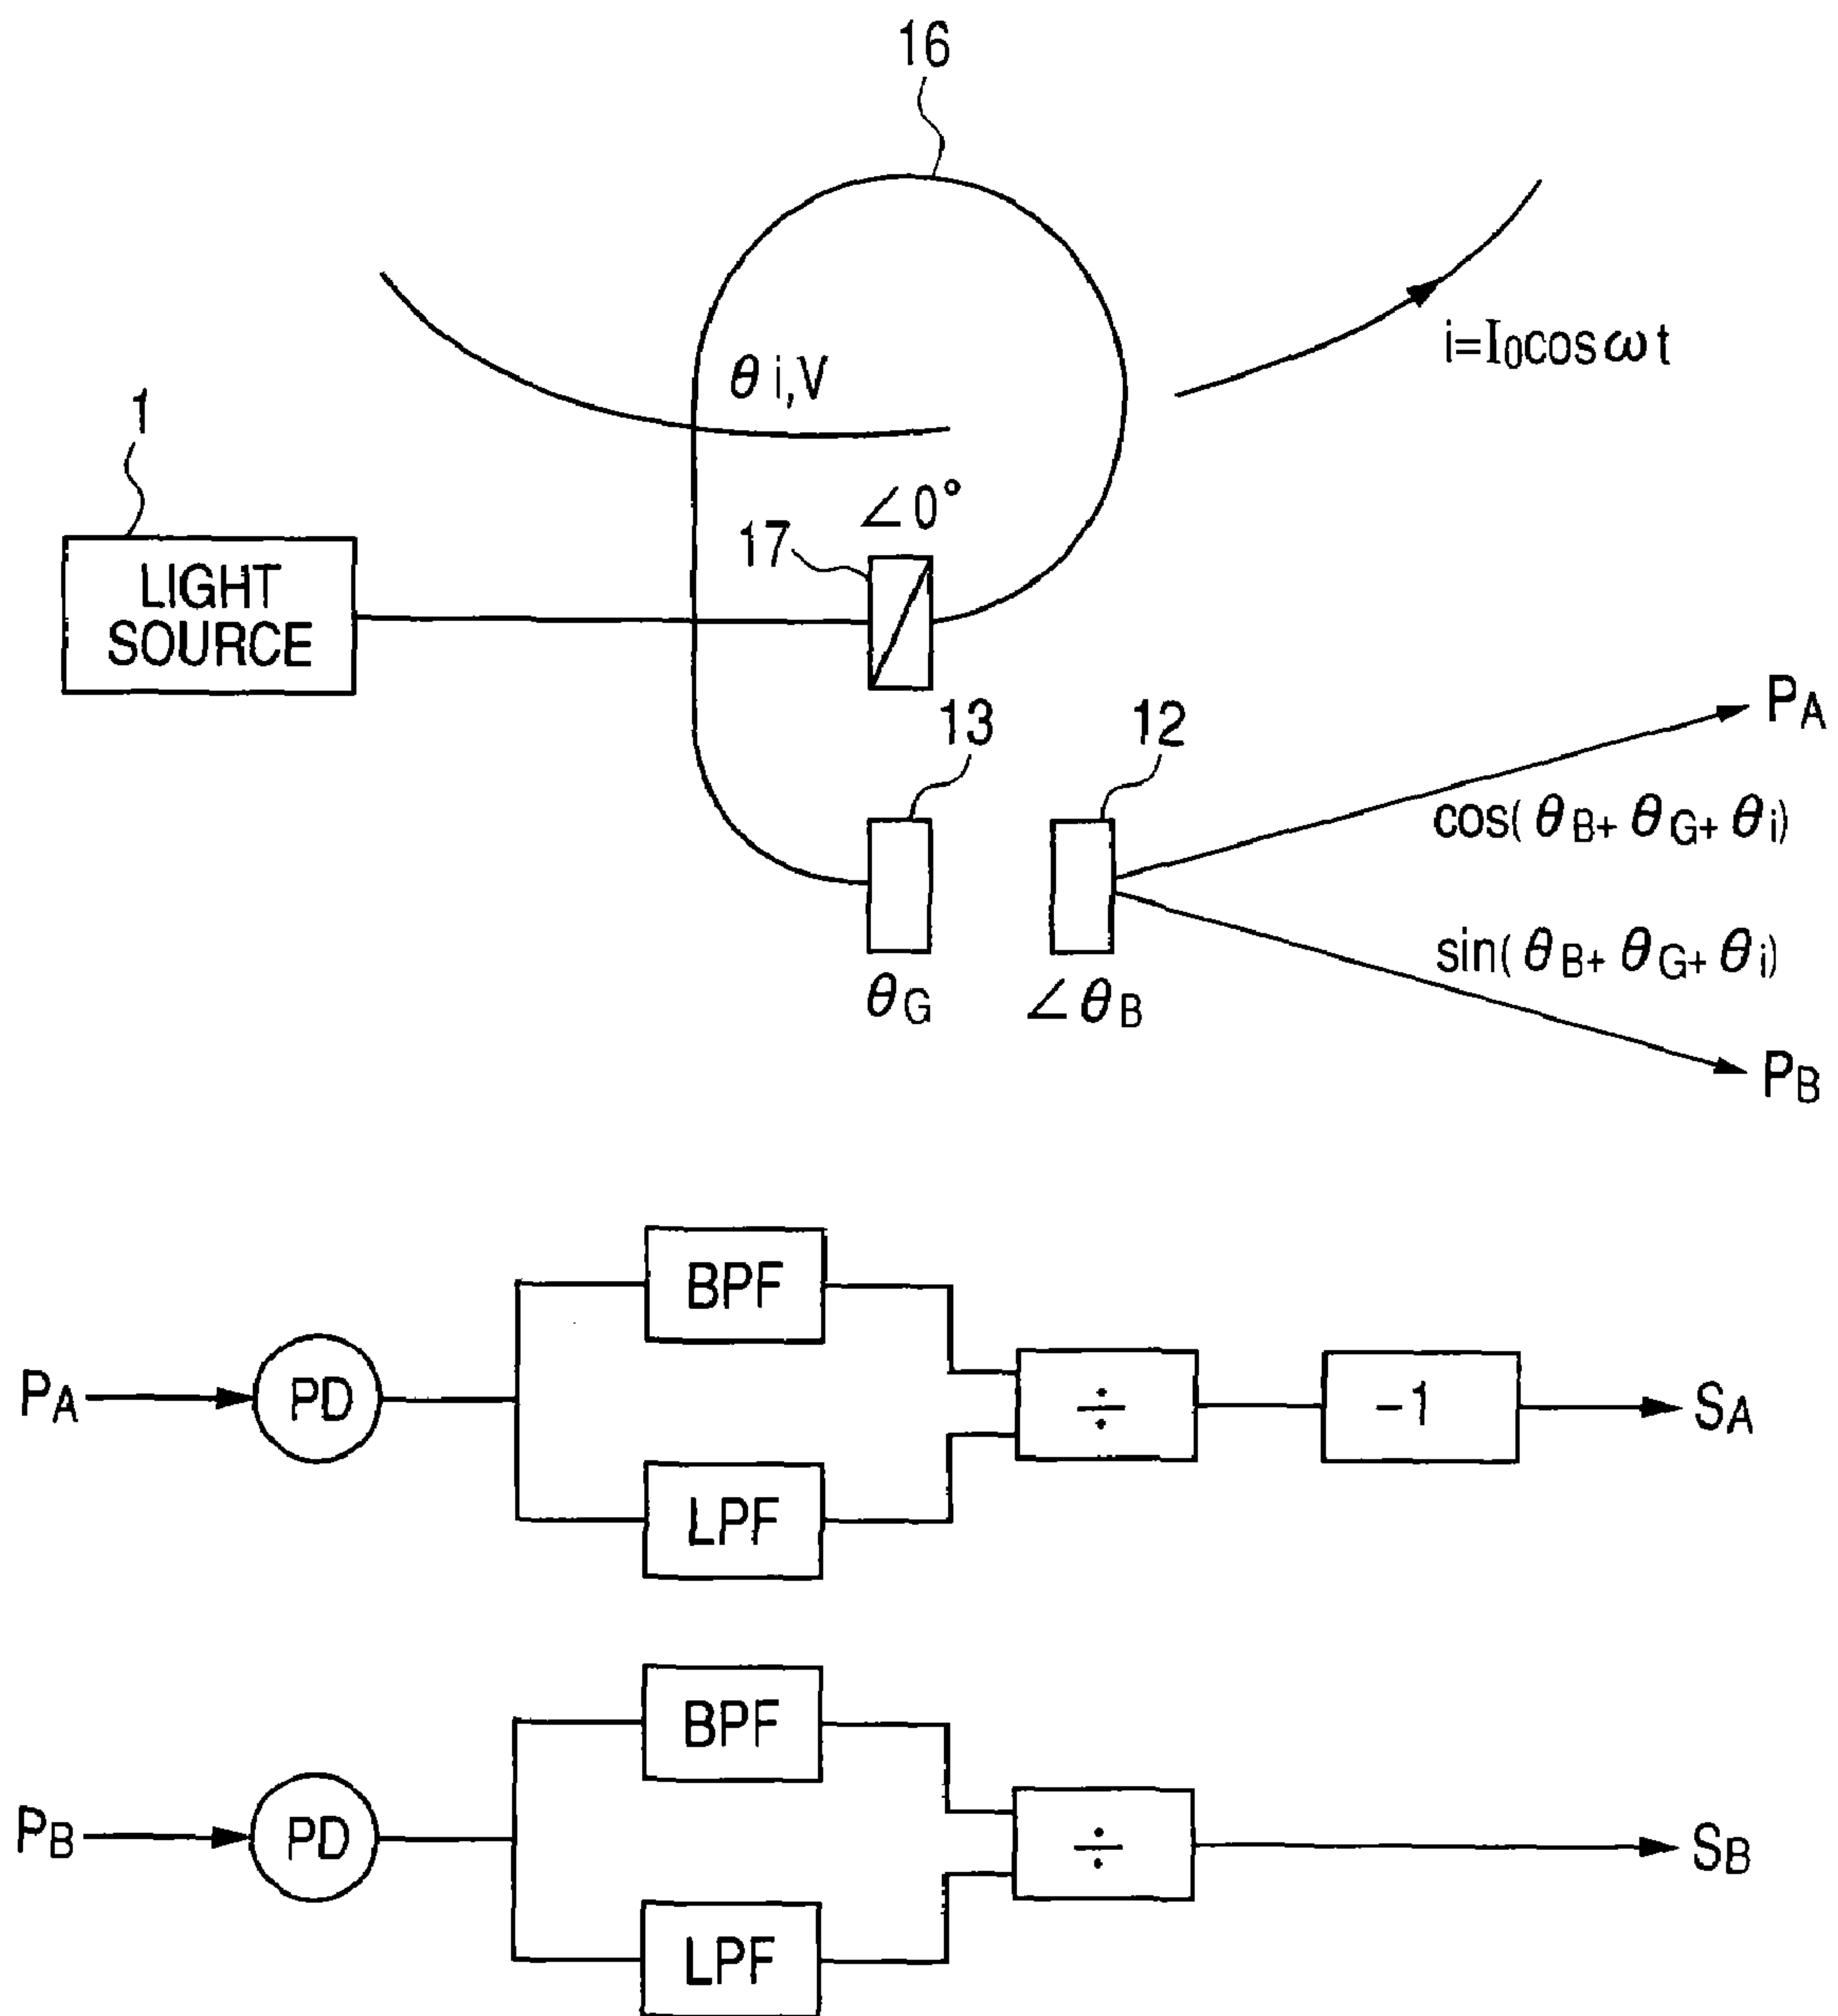 16
θi,V
i=I₀cosωt
1
∠0°
17
LIGHT
SOURCE
13
12
PA
cos(θB+θG+θi)
sin(θB+θG+θi)
θG
∠θB
PB
BPF
PA
PD
÷
-1
SA
LPF
BPF
PB
PD
÷
SB
LPF